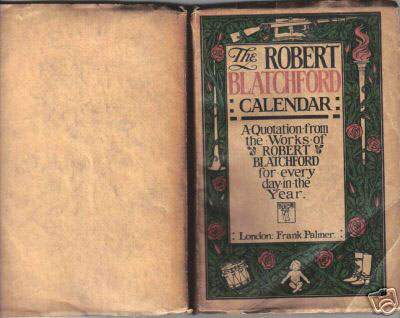 The ROBERT
BLATCHFORD
: CALENDAR :
A·Quotation·from
the Works·of
ROBERT
BLATCHFORD
for·every
day·in·the
Year.
: London: Frank Palmer :